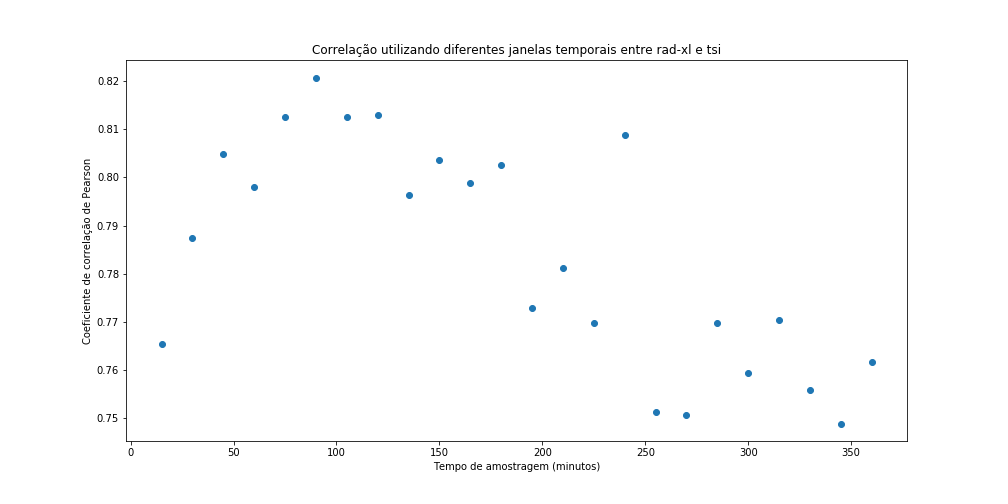 Correlação utilizando diferentes janelas temporais entre rad-xl e tsi
Coeficiente de correlação de Pearson
0.82
0.81
0.80
0.79
0.78
0.77
0.76
0.75
0 50 100 150 200 250 300 350
Tempo de amostragem (minutos)